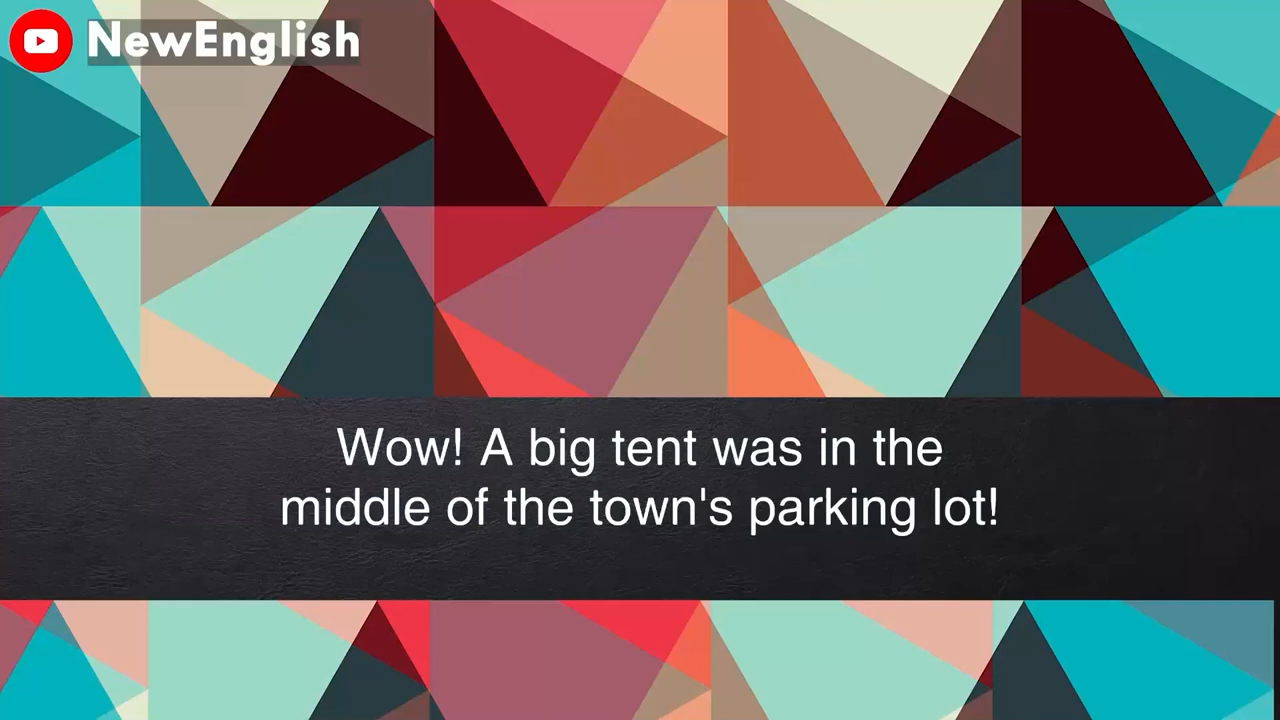 NewEnglish
Wow! A big tent was in the
middle of the town's parking lot!